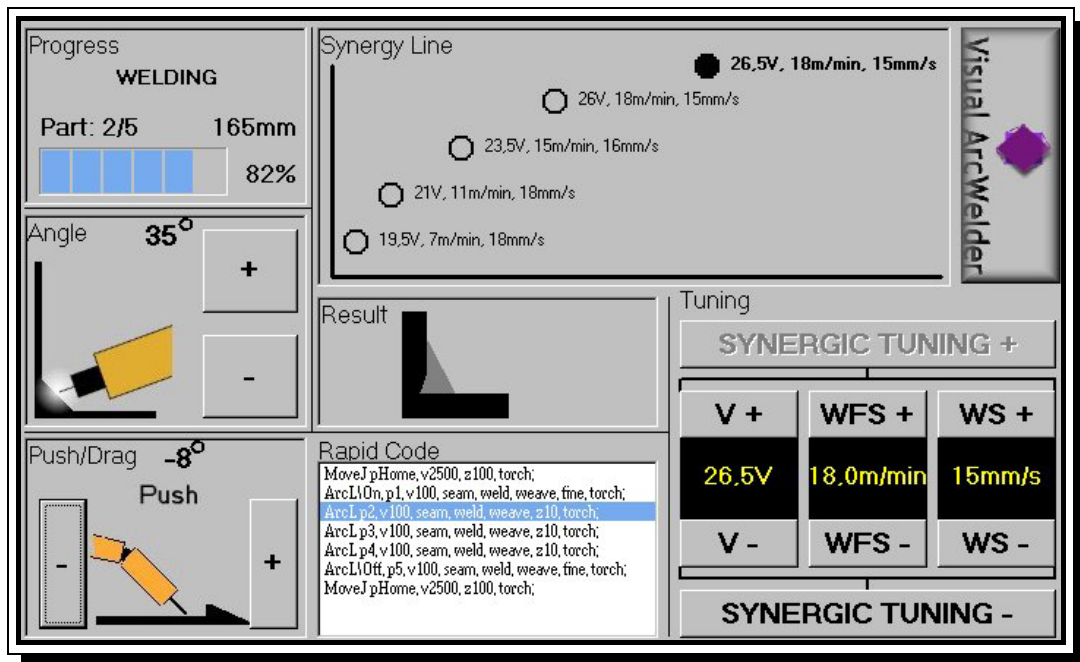 Progress
WELDING
Part: 2/5 165mm
82%
Synergy Line
26,5V, 18m/min, 15mm/s
26V, 18m/min, 15mm/s
23,5V, 15m/min, 16mm/s
21V, 11m/min, 18mm/s
19,5V, 7m/min, 18mm/s
Visual ArcWelder
Angle 35°
+
-
Result
Tuning
SYNERGIC TUNING +
V + WFS + WS +
26,5V 18,0m/min 15mm/s
V - WFS - WS -
SYNERGIC TUNING -
Push/Drag -8°
Push
- +
Rapid Code
MoveJ pHome, v2500, z100, torch;
ArcL\On, p1, v100, seam, weld, weave, fine, torch;
ArcL p2, v100, seam, weld, weave, z10, torch;
ArcL p3, v100, seam, weld, weave, z10, torch;
ArcL p4, v100, seam, weld, weave, z10, torch;
ArcL\Off, p5, v100, seam, weld, weave, fine, torch;
MoveJ pHome, v2500, z100, torch;